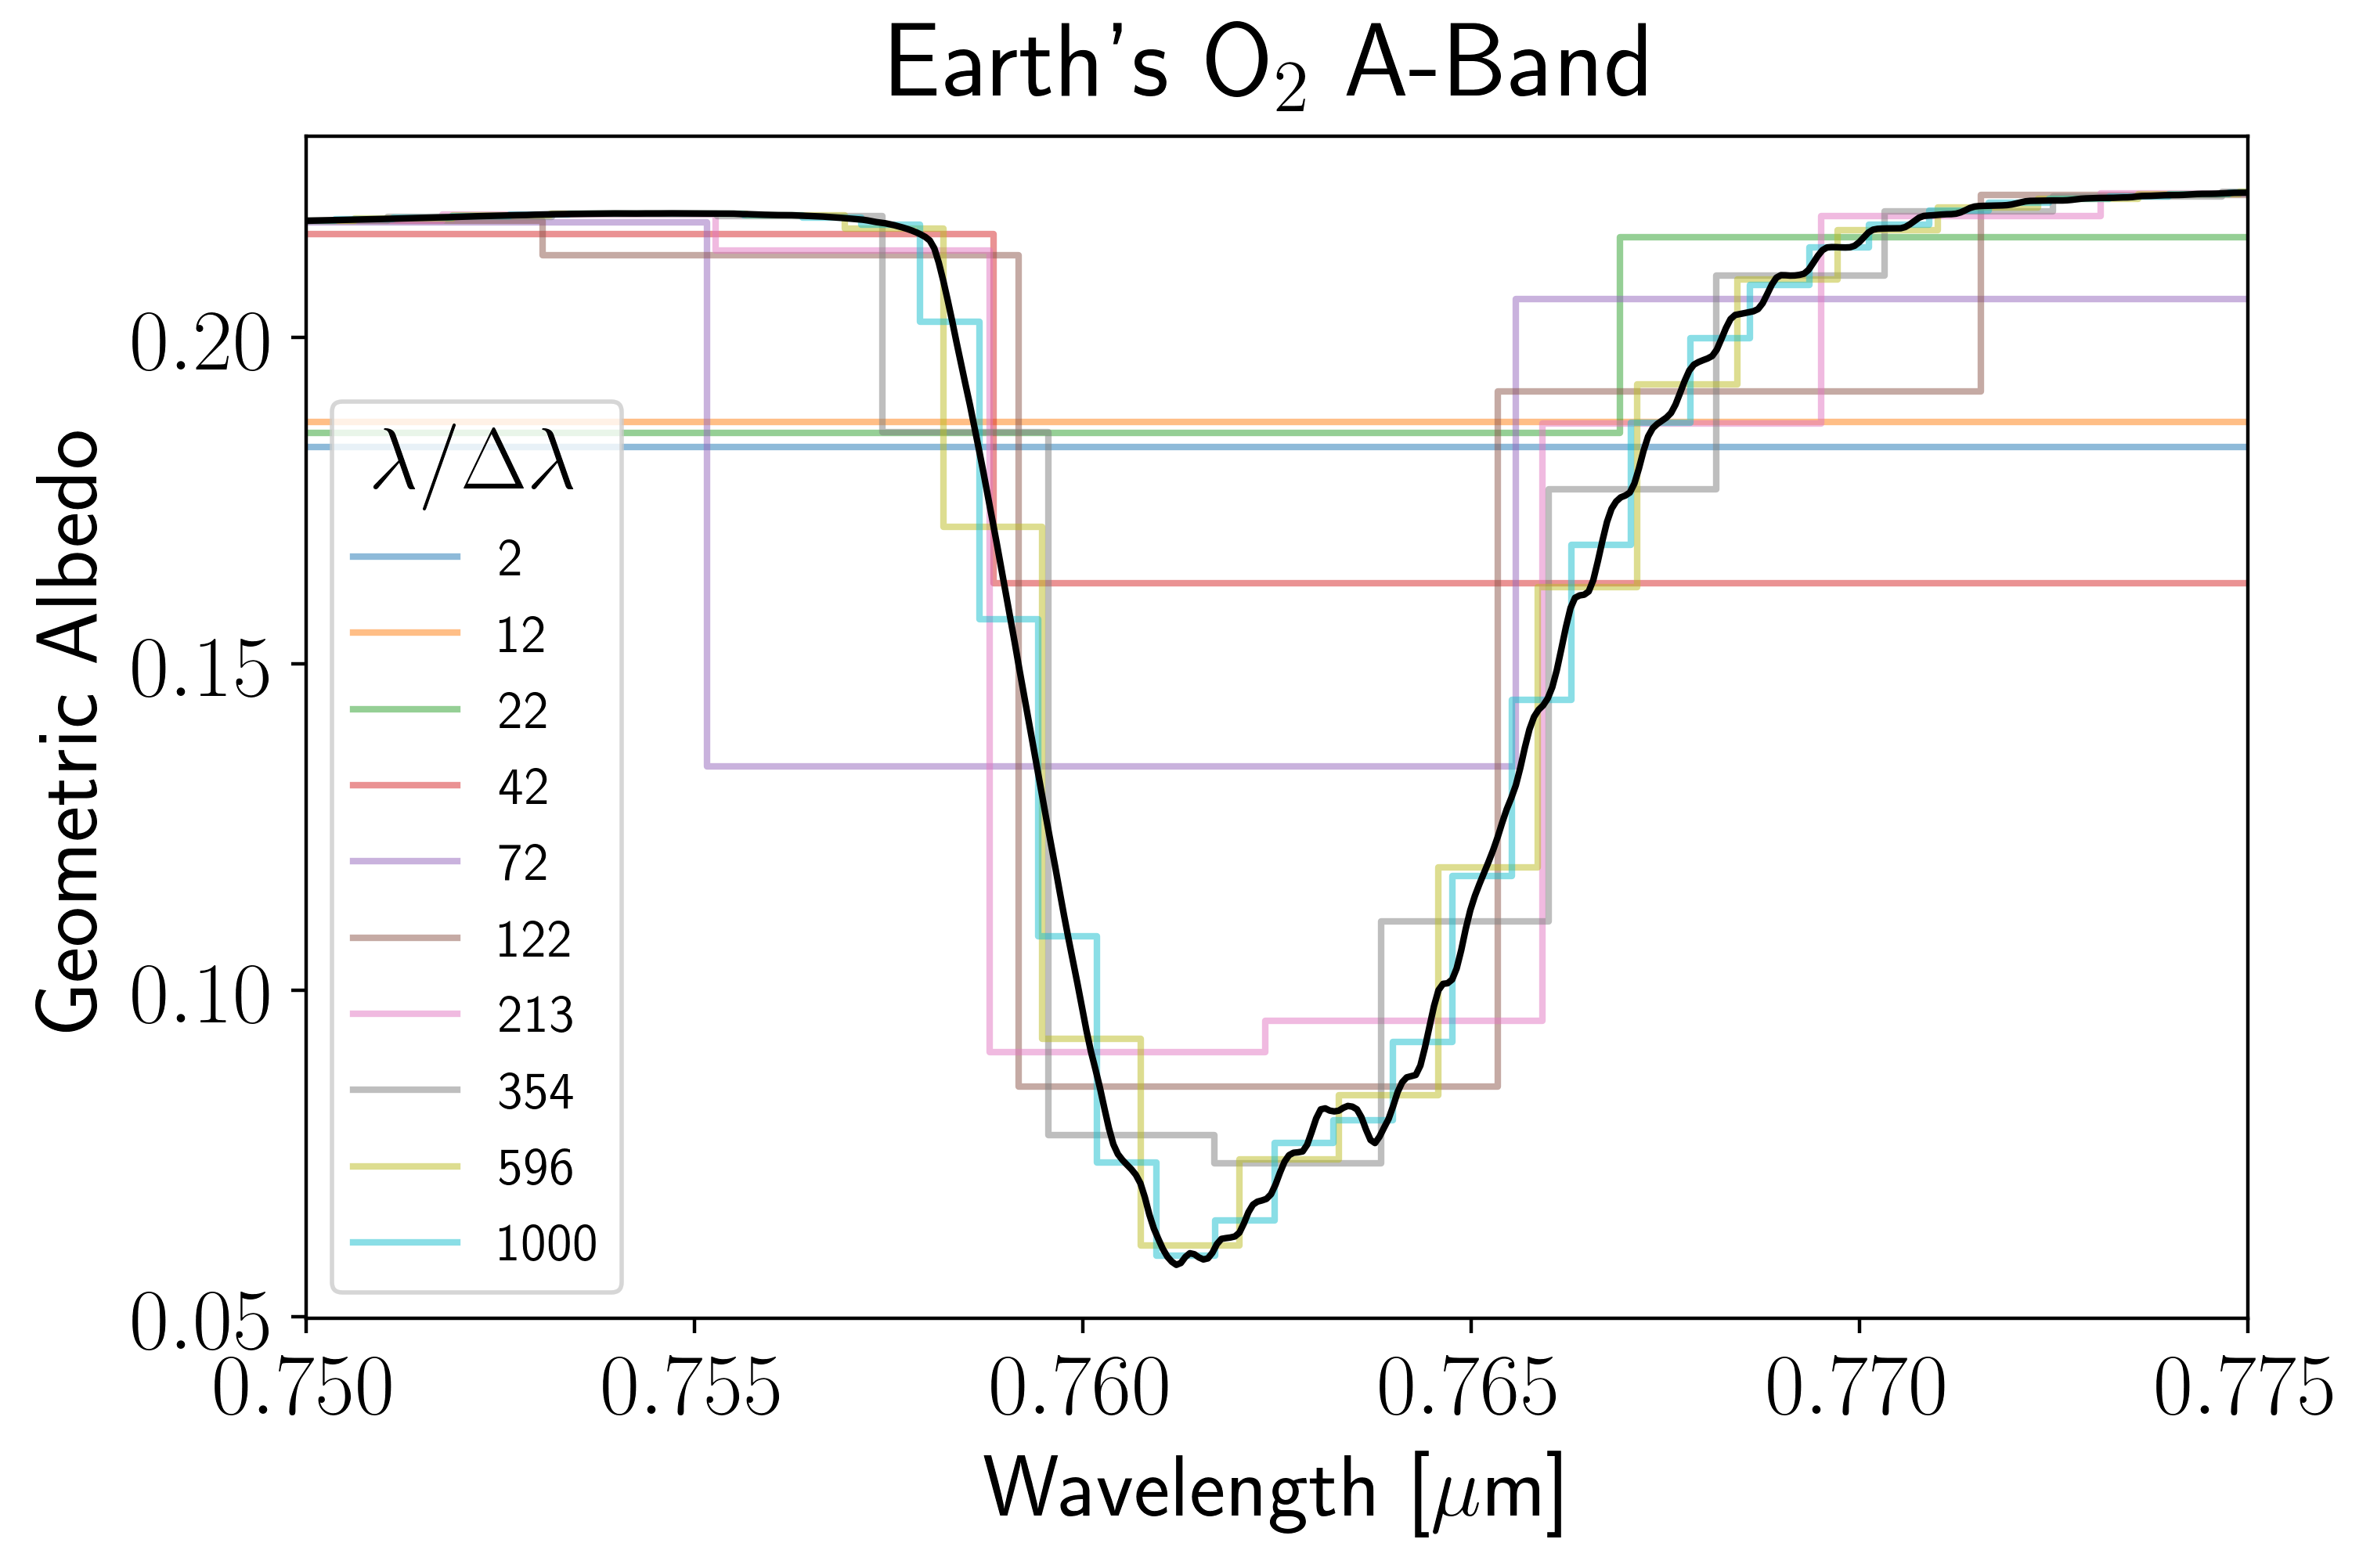 Earth's O₂ A-Band
Geometric Albedo
0.20
0.15
0.10
0.05
λ/Δλ
2
12
22
42
72
122
213
354
596
1000
0.750 0.755 0.760 0.765 0.770 0.775
Wavelength [μm]